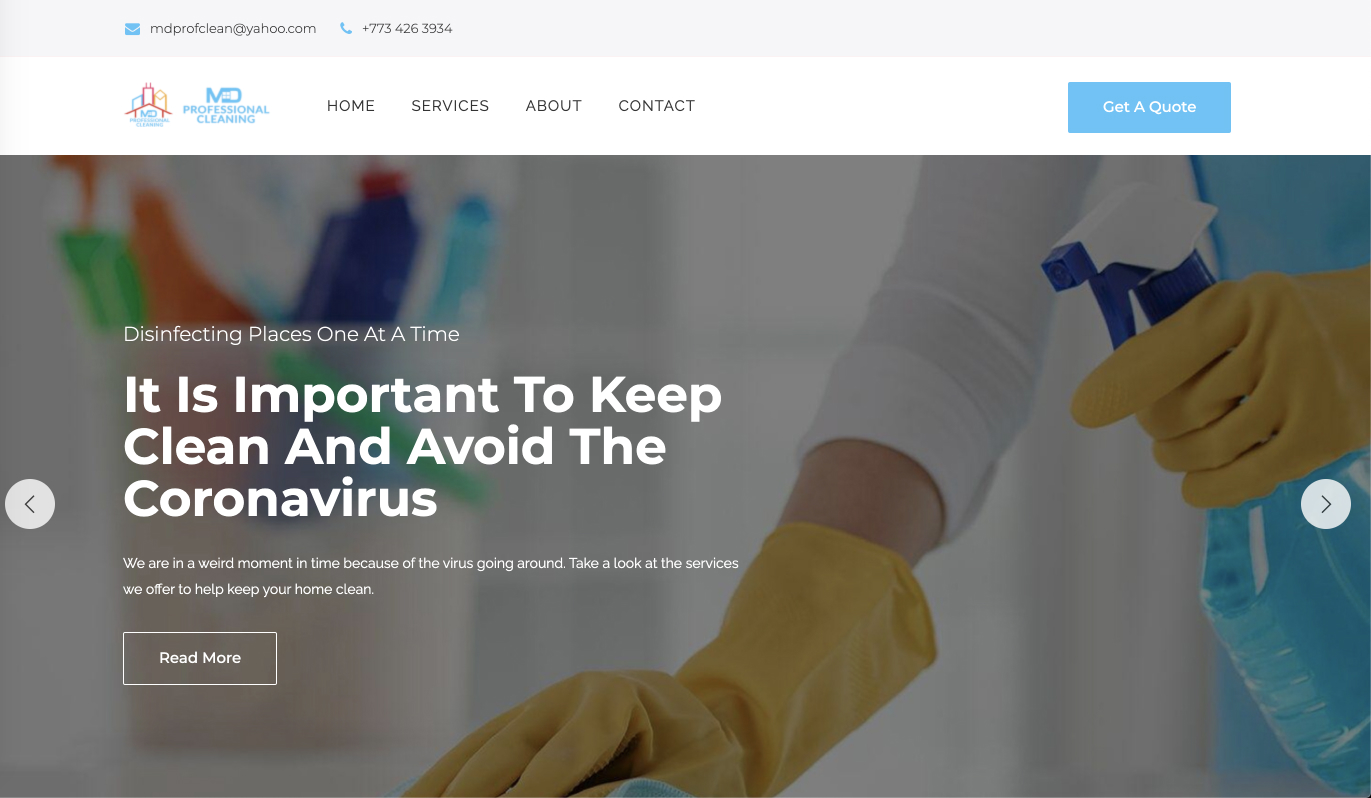 mdprofclean@yahoo.com +773 426 3934
MD
PROFESSIONAL
CLEANING
MD
PROFESSIONAL
CLEANING
HOME SERVICES ABOUT CONTACT
Get A Quote
Disinfecting Places One At A Time
It Is Important To Keep
Clean And Avoid The
Coronavirus
We are in a weird moment in time because of the virus going around. Take a look at the services
we offer to help keep your home clean.
Read More